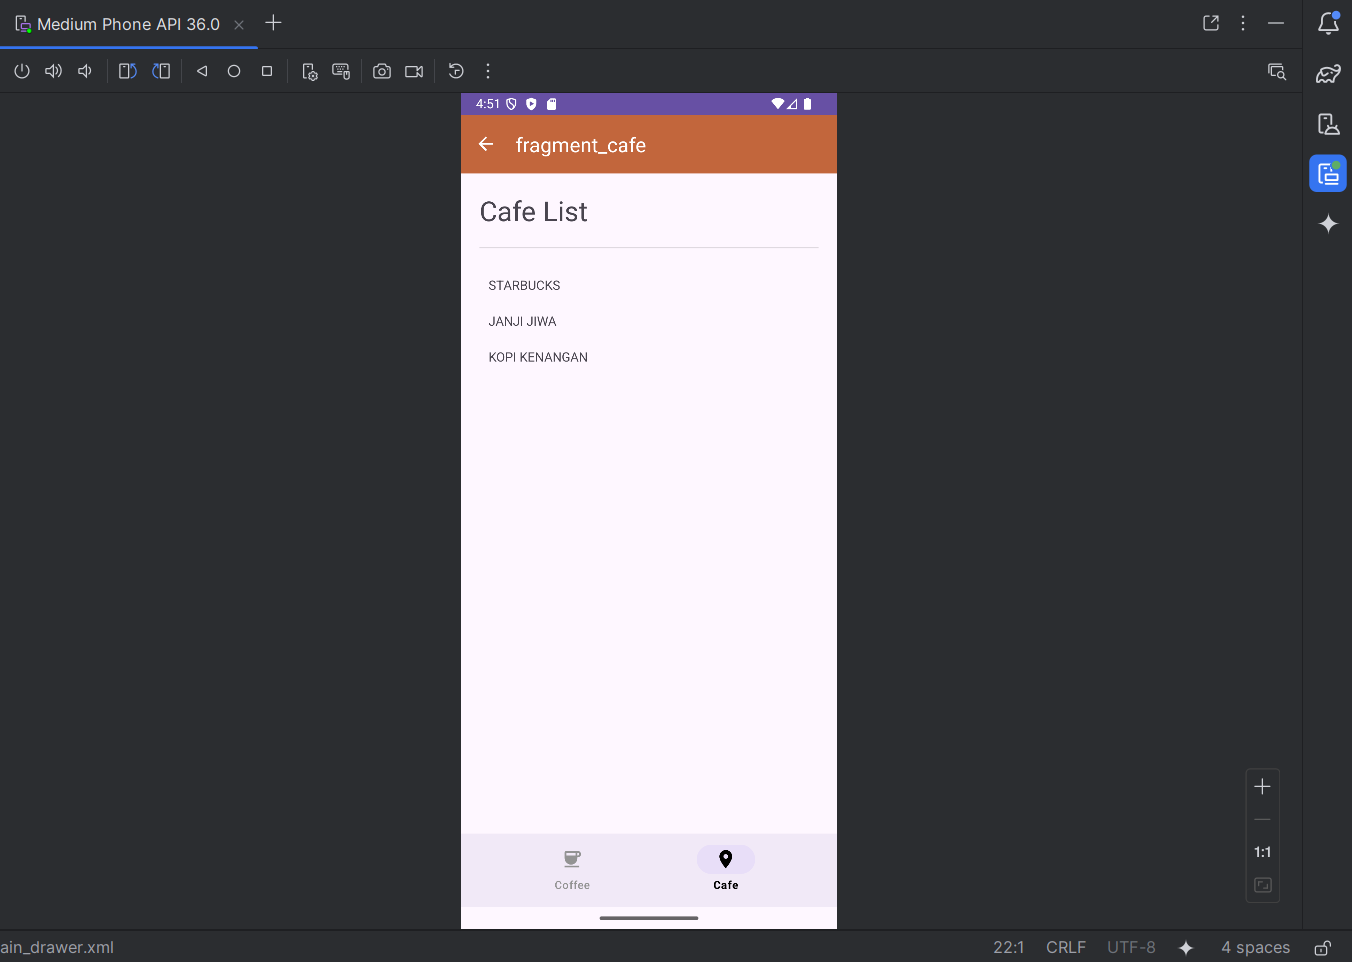 Medium Phone API 36.0
4:51
fragment_cafe
Cafe List
STARBUCKS
JANJI JIWA
KOPI KENANGAN
1:1
Coffee
Cafe
ain_drawer.xml
22:1 CRLF UTF-8 4 spaces